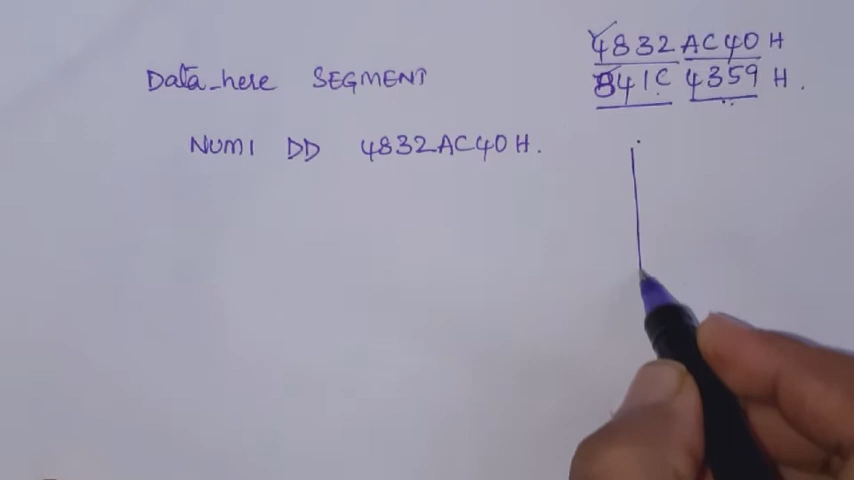 4832 AC40 H
841C 4359 H.
Data_here SEGMENT
NUM1 DD 4832AC40H.